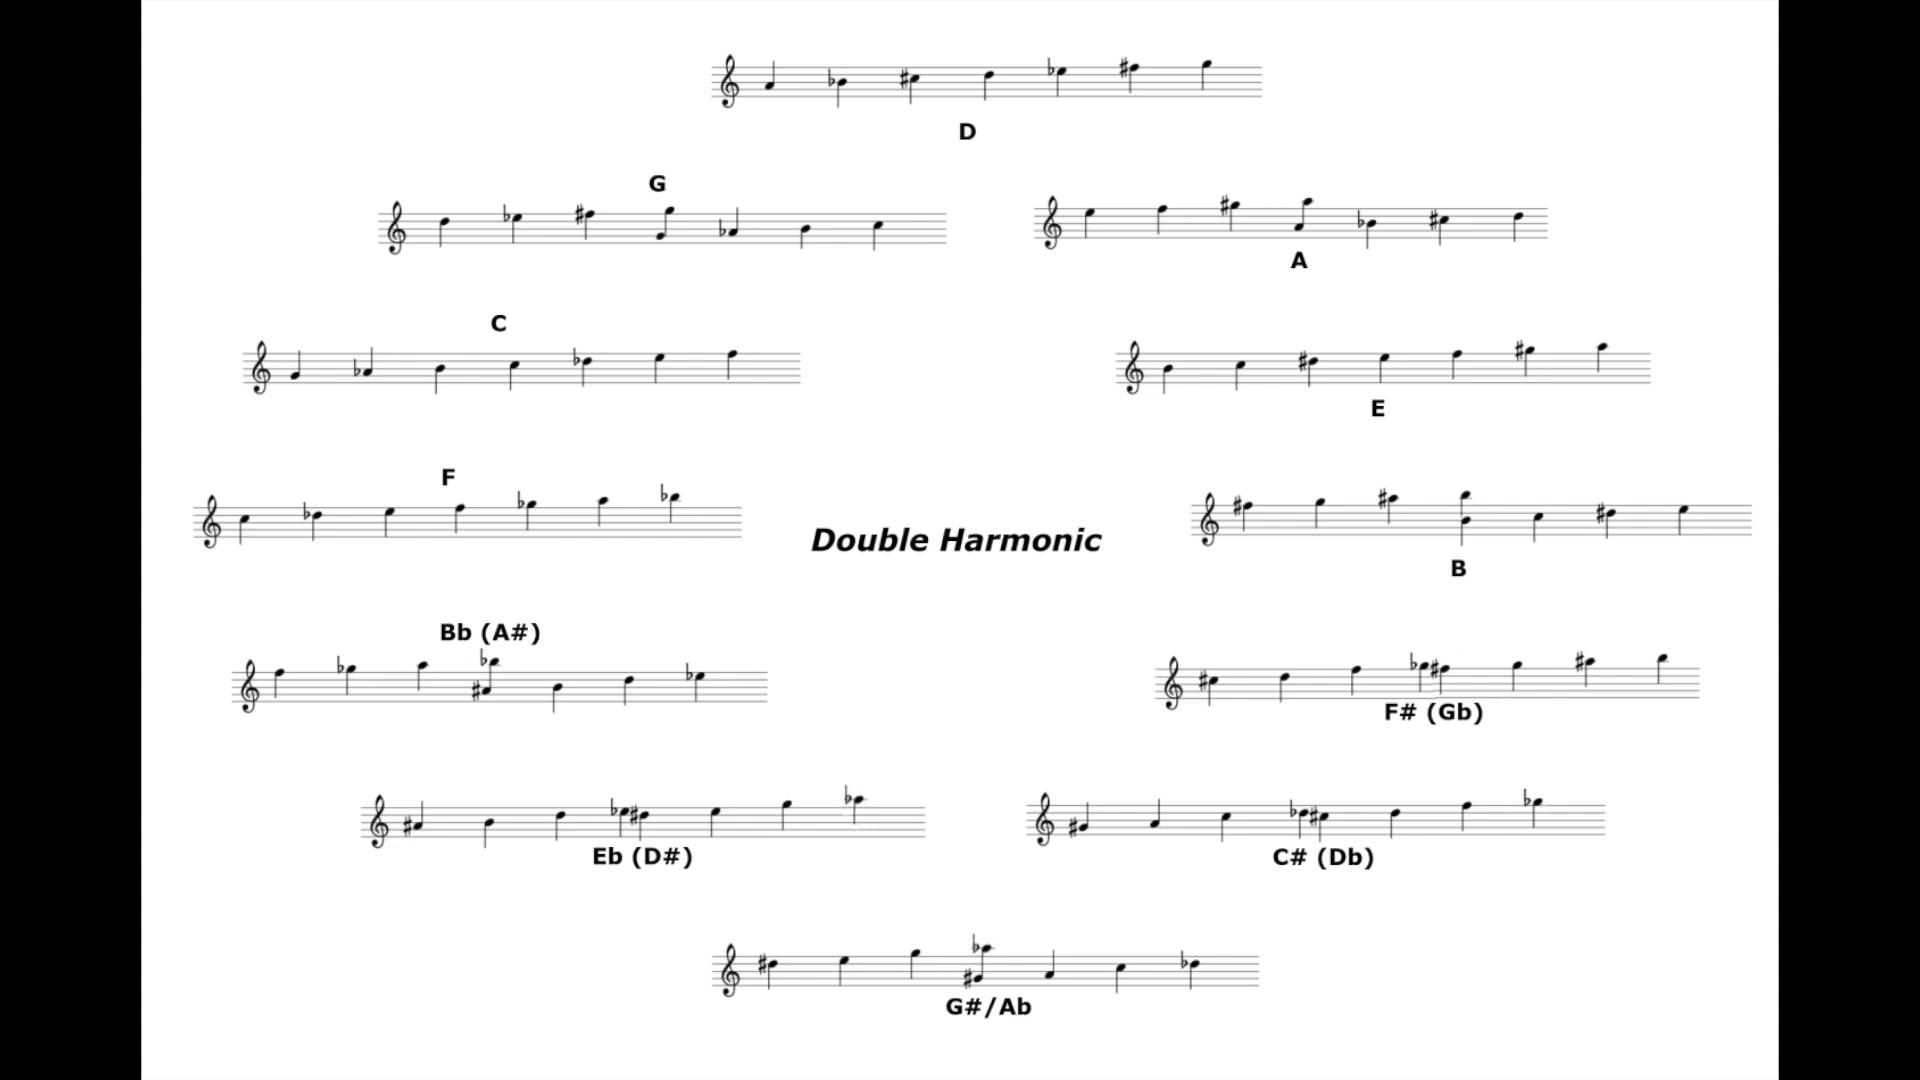 D
G
A
C
E
F
Double Harmonic
B
Bb (A#)
F# (Gb)
Eb (D#)
C# (Db)
G#/Ab